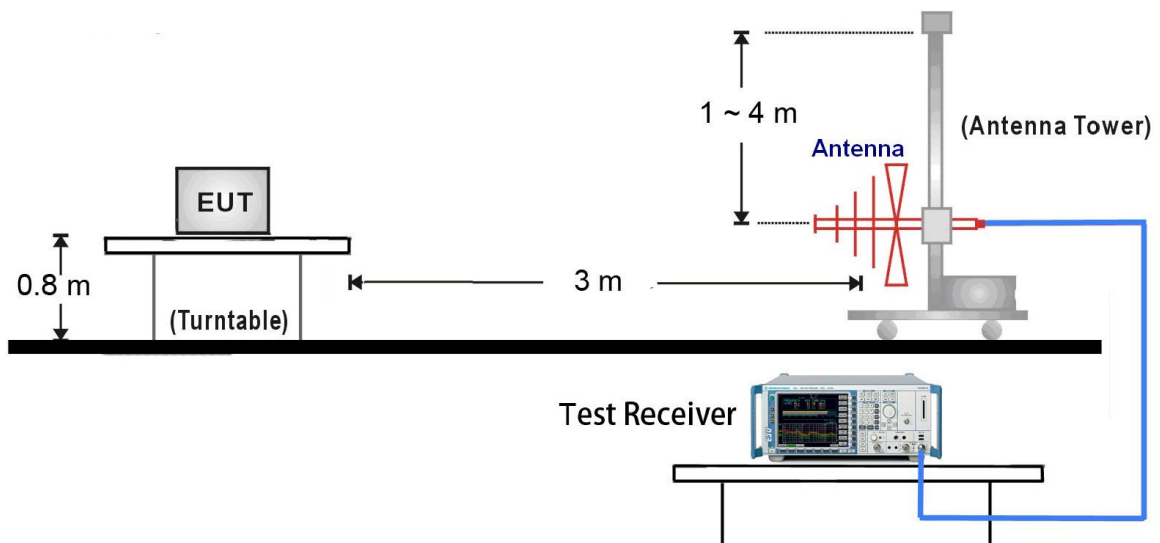 1 ~ 4 m
(Antenna Tower)
Antenna
EUT
0.8 m
3 m
(Turntable)
Test Receiver